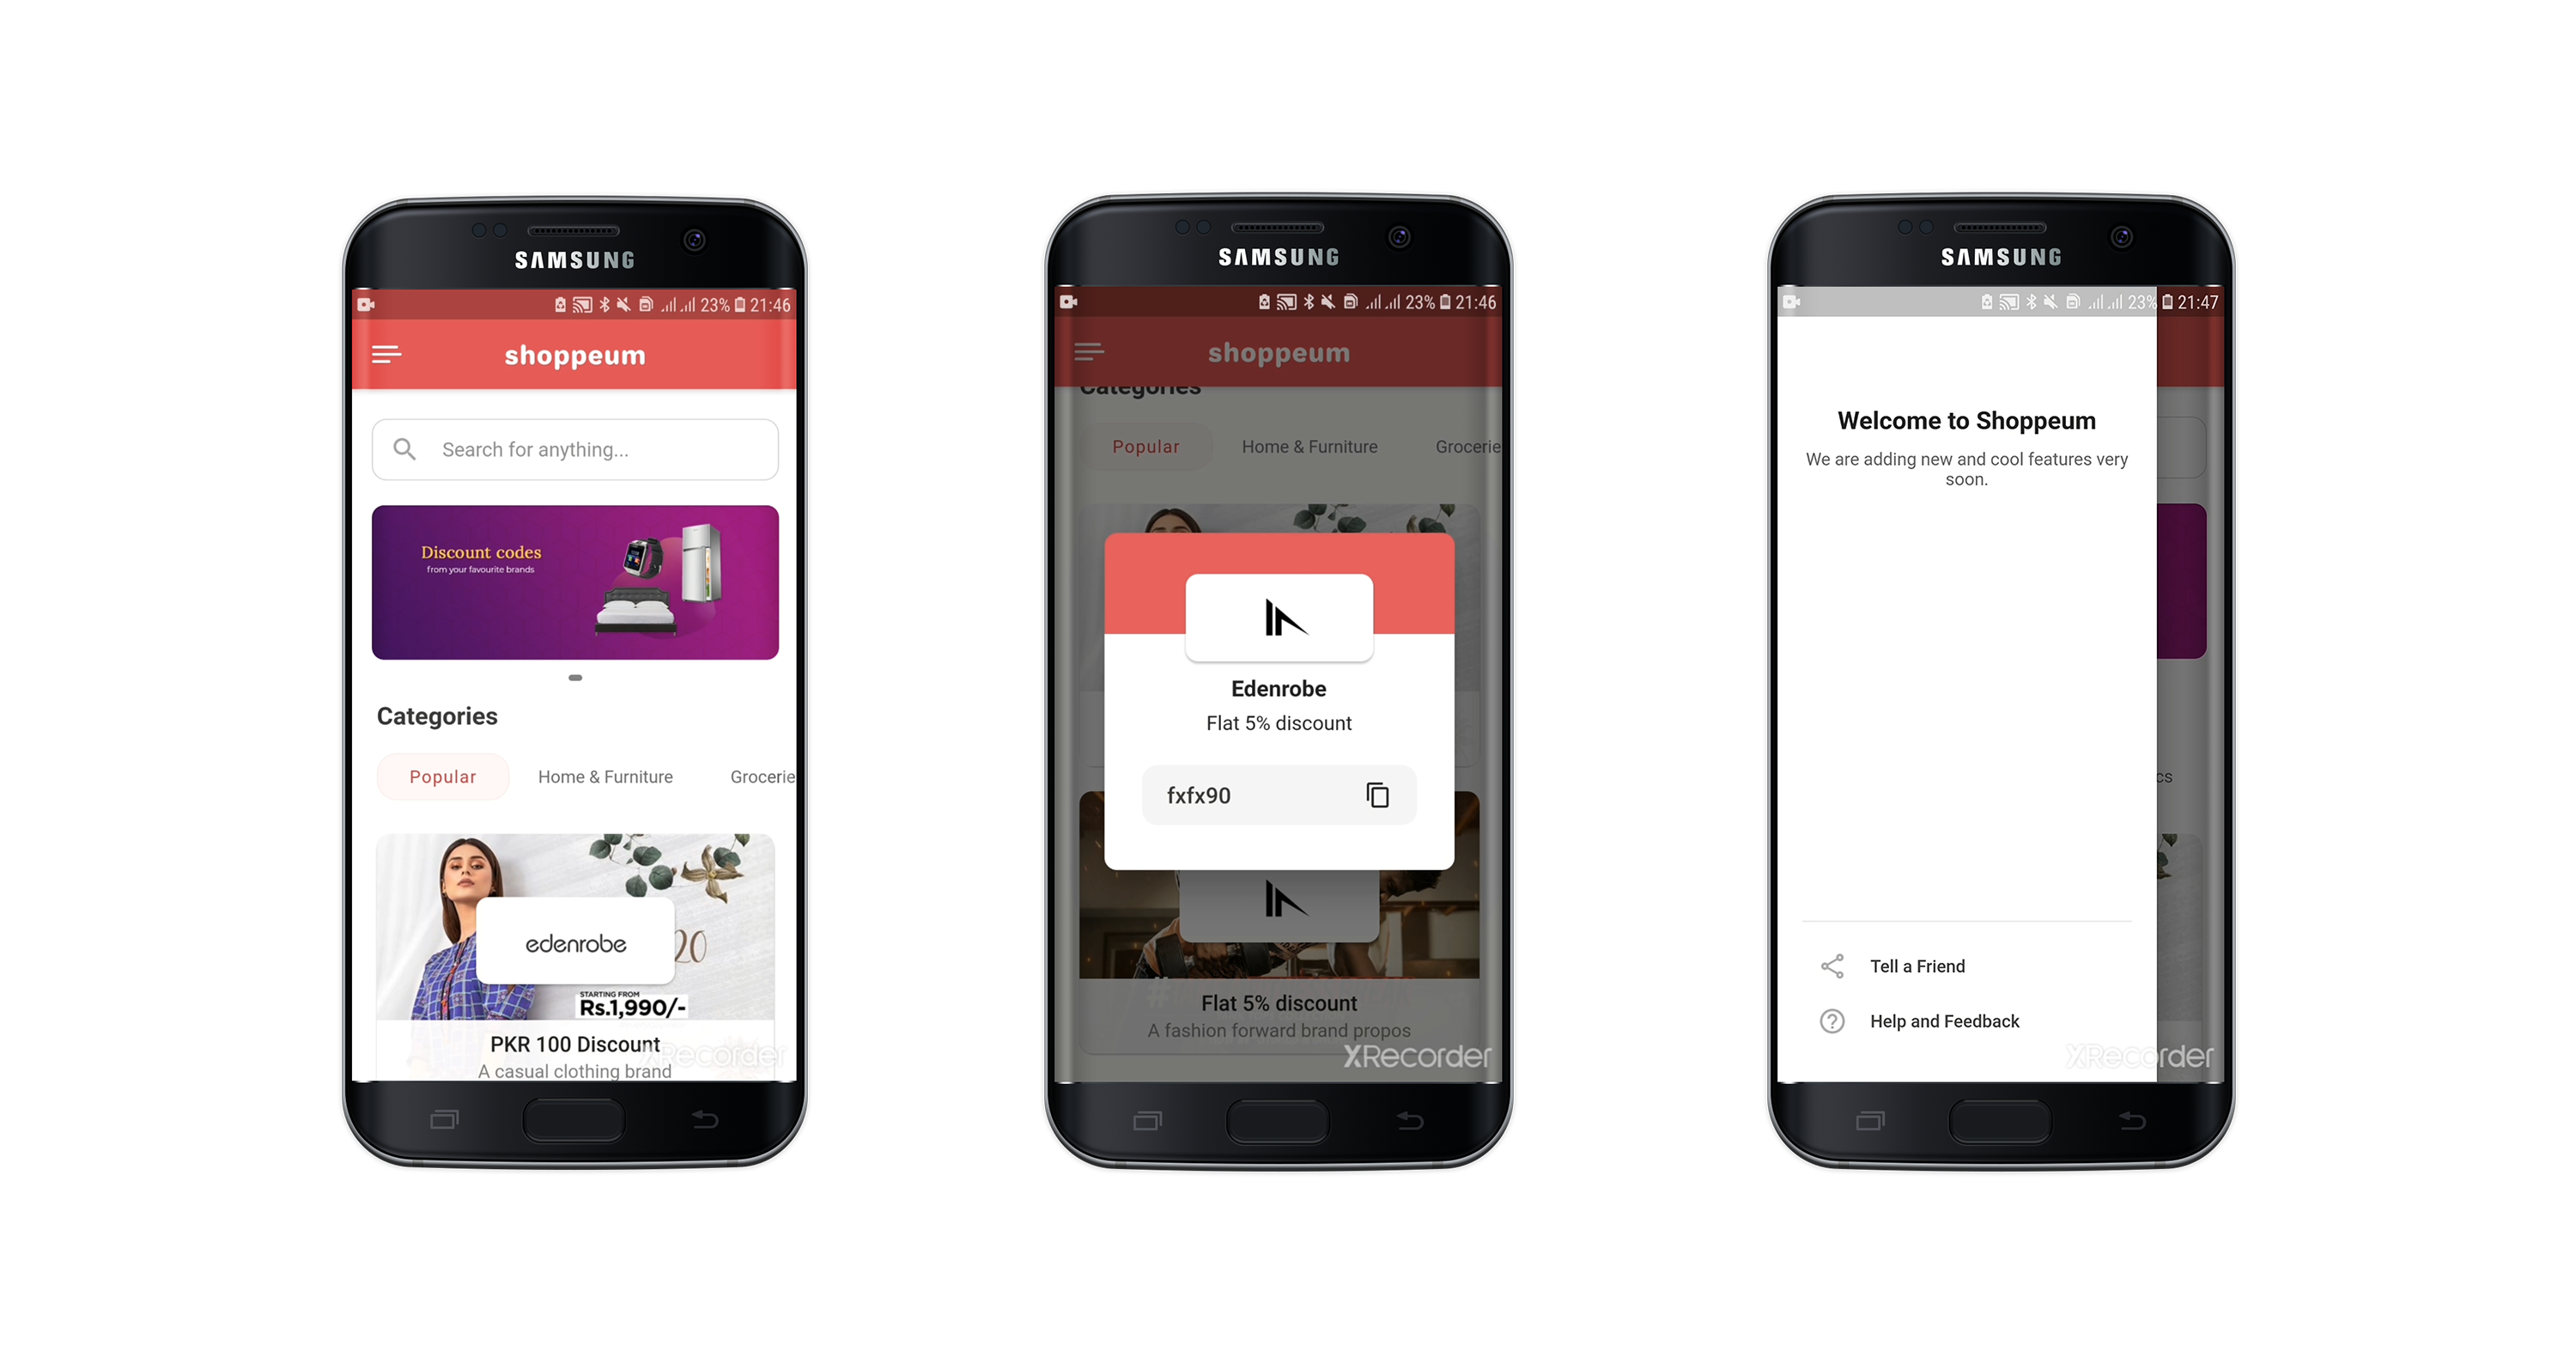 SAMSUNG
23% 21:46
shoppeum
Search for anything...
Discount codes
from your favourite brands
Categories
Popular Home & Furniture Grocerie
edenrobe
20
STARTING FROM
Rs.1,990/-
PKR 100 Discount
A casual clothing brand
XRecorder
SAMSUNG
23% 21:46
shoppeum
Categories
Popular Home & Furniture Grocerie
Edenrobe
Flat 5% discount
fxfx90
Flat 5% discount
A fashion forward brand propos
XRecorder
SAMSUNG
23% 21:47
Welcome to Shoppeum
We are adding new and cool features very
soon.
cs
Tell a Friend
Help and Feedback
XRecorder